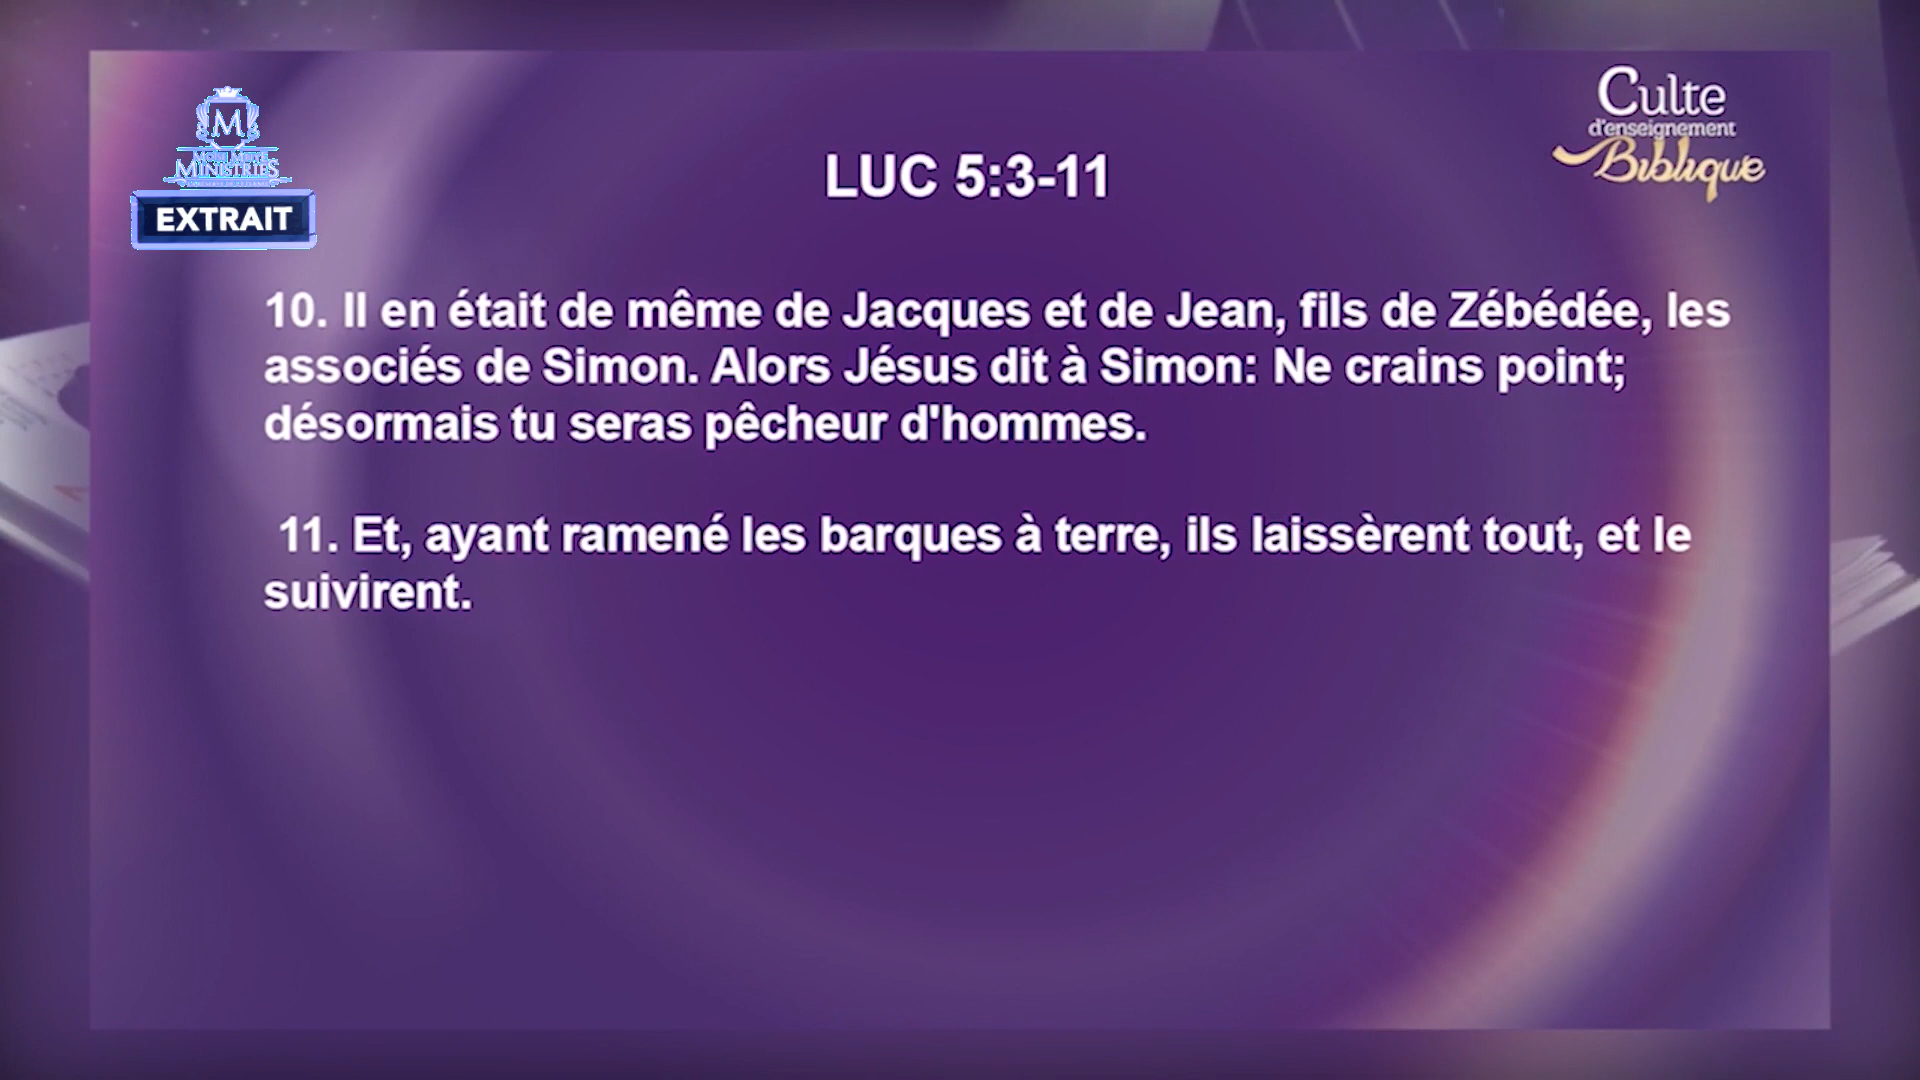 M
MINISTRIES
EXTRAIT
Culte
d'enseignement
Biblique
LUC 5:3-11
10. Il en était de même de Jacques et de Jean, fils de Zébédée, les
associés de Simon. Alors Jésus dit à Simon: Ne crains point;
désormais tu seras pêcheur d'hommes.
11. Et, ayant ramené les barques à terre, ils laissèrent tout, et le
suivirent.